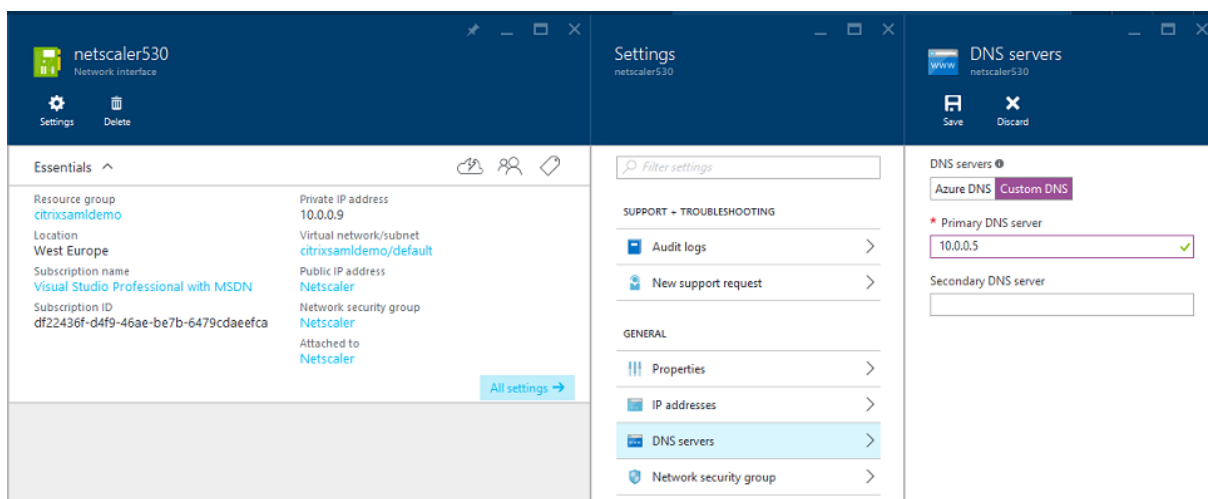 netscaler530
Network interface
Settings
Delete
Essentials
Resource group
citrixsamldemo
Location
West Europe
Subscription name
Visual Studio Professional with MSDN
Subscription ID
df22436f-d4f9-46ae-be7b-6479cdaeefca
Private IP address
10.0.0.9
Virtual network/subnet
citrixsamldemo/default
Public IP address
Netscaler
Network security group
Netscaler
Attached to
Netscaler
All settings →
Settings
netscaler530
Filter settings
SUPPORT + TROUBLESHOOTING
Audit logs
New support request
GENERAL
Properties
IP addresses
DNS servers
Network security group
www
DNS servers
netscaler530
Save
Discard
DNS servers
Azure DNS Custom DNS
* Primary DNS server
10.0.0.5
Secondary DNS server